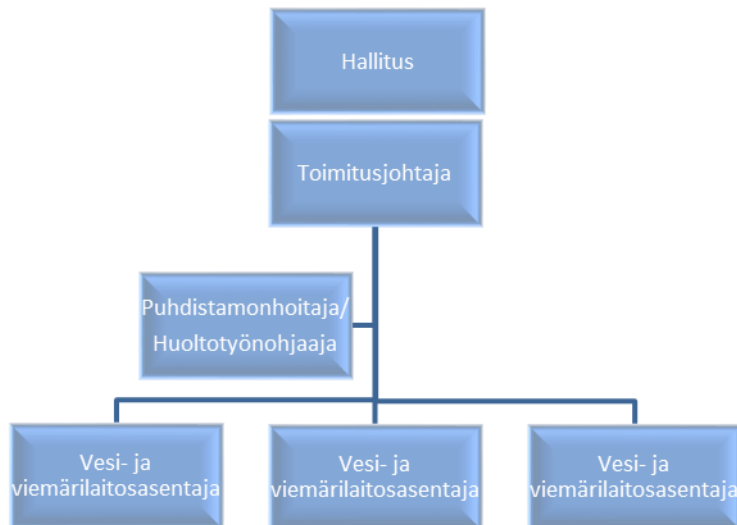 Hallitus
Toimitusjohtaja
Puhdistamonhoitaja/
Huoltotyönohjaaja
Vesi- ja
viemärilaitosasentaja
Vesi- ja
viemärilaitosasentaja
Vesi- ja
viemärilaitosasentaja